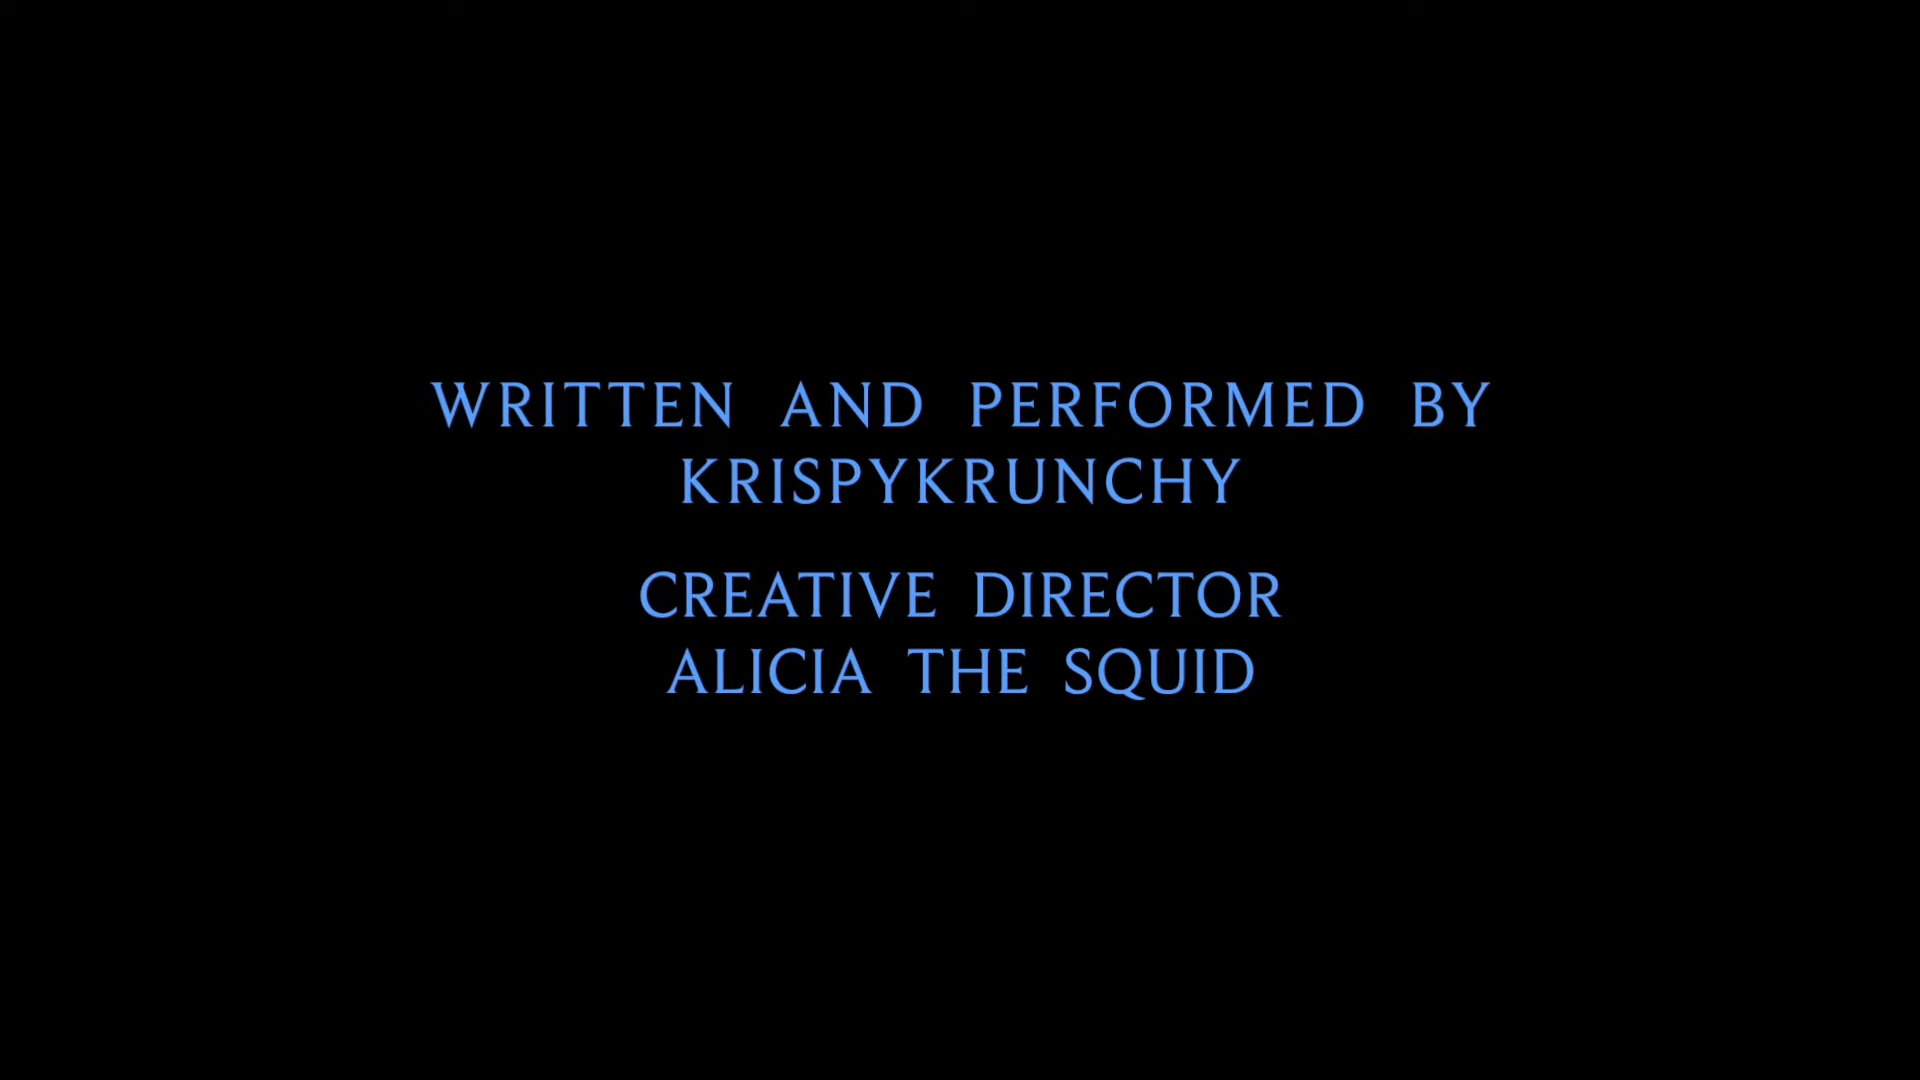 WRITTEN AND PERFORMED BY
KRISPYKRUNCHY
CREATIVE DIRECTOR
ALICIA THE SQUID